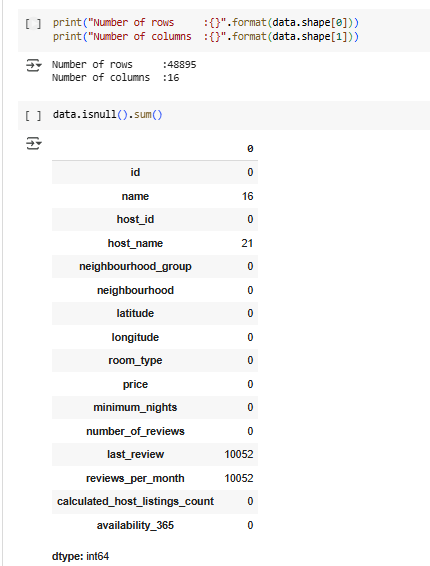 [ ] print("Number of rows     :{}".format(data.shape[0]))
print("Number of columns  :{}".format(data.shape[1]))
Number of rows     :48895
Number of columns  :16
[ ] data.isnull().sum()
0
id 0
name 16
host_id 0
host_name 21
neighbourhood_group 0
neighbourhood 0
latitude 0
longitude 0
room_type 0
price 0
minimum_nights 0
number_of_reviews 0
last_review 10052
reviews_per_month 10052
calculated_host_listings_count 0
availability_365 0
dtype: int64